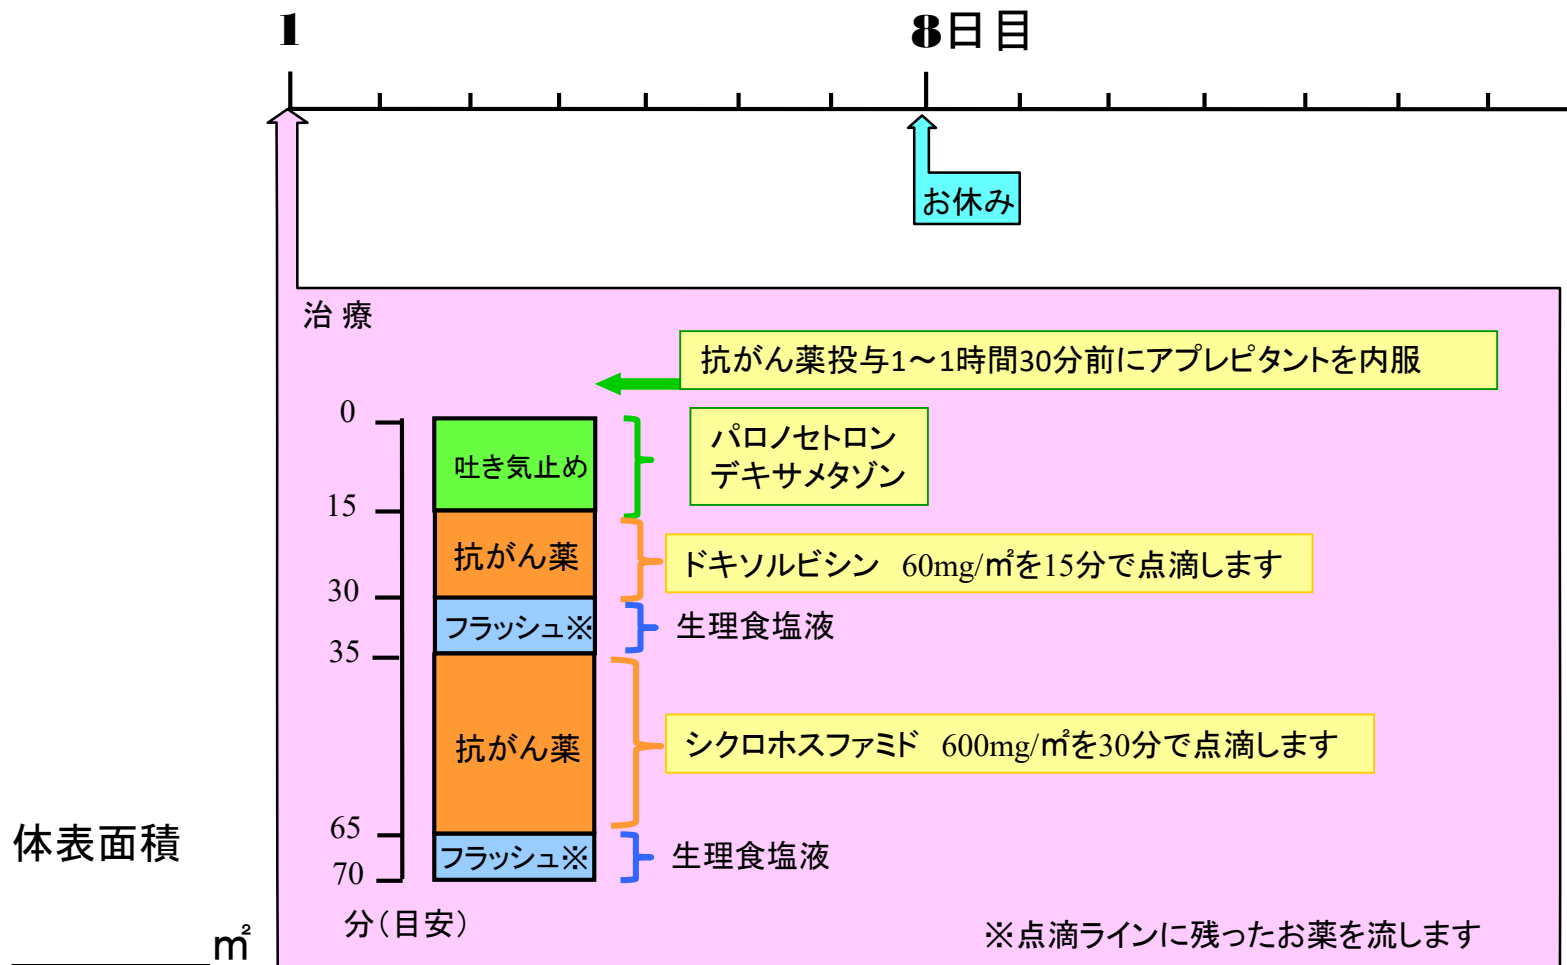 1
8日目
お休み
治療
抗がん薬投与1～1時間30分前にアプレピタントを内服
0
吐き気止め
パロノセトロン
デキサメタゾン
15
抗がん薬
ドキソルビシン 60mg/㎡を15分で点滴します
30
フラッシュ※
生理食塩液
35
抗がん薬
シクロホスファミド 600mg/㎡を30分で点滴します
65
フラッシュ※
生理食塩液
70
分(目安)
※点滴ラインに残ったお薬を流します
体表面積
㎡